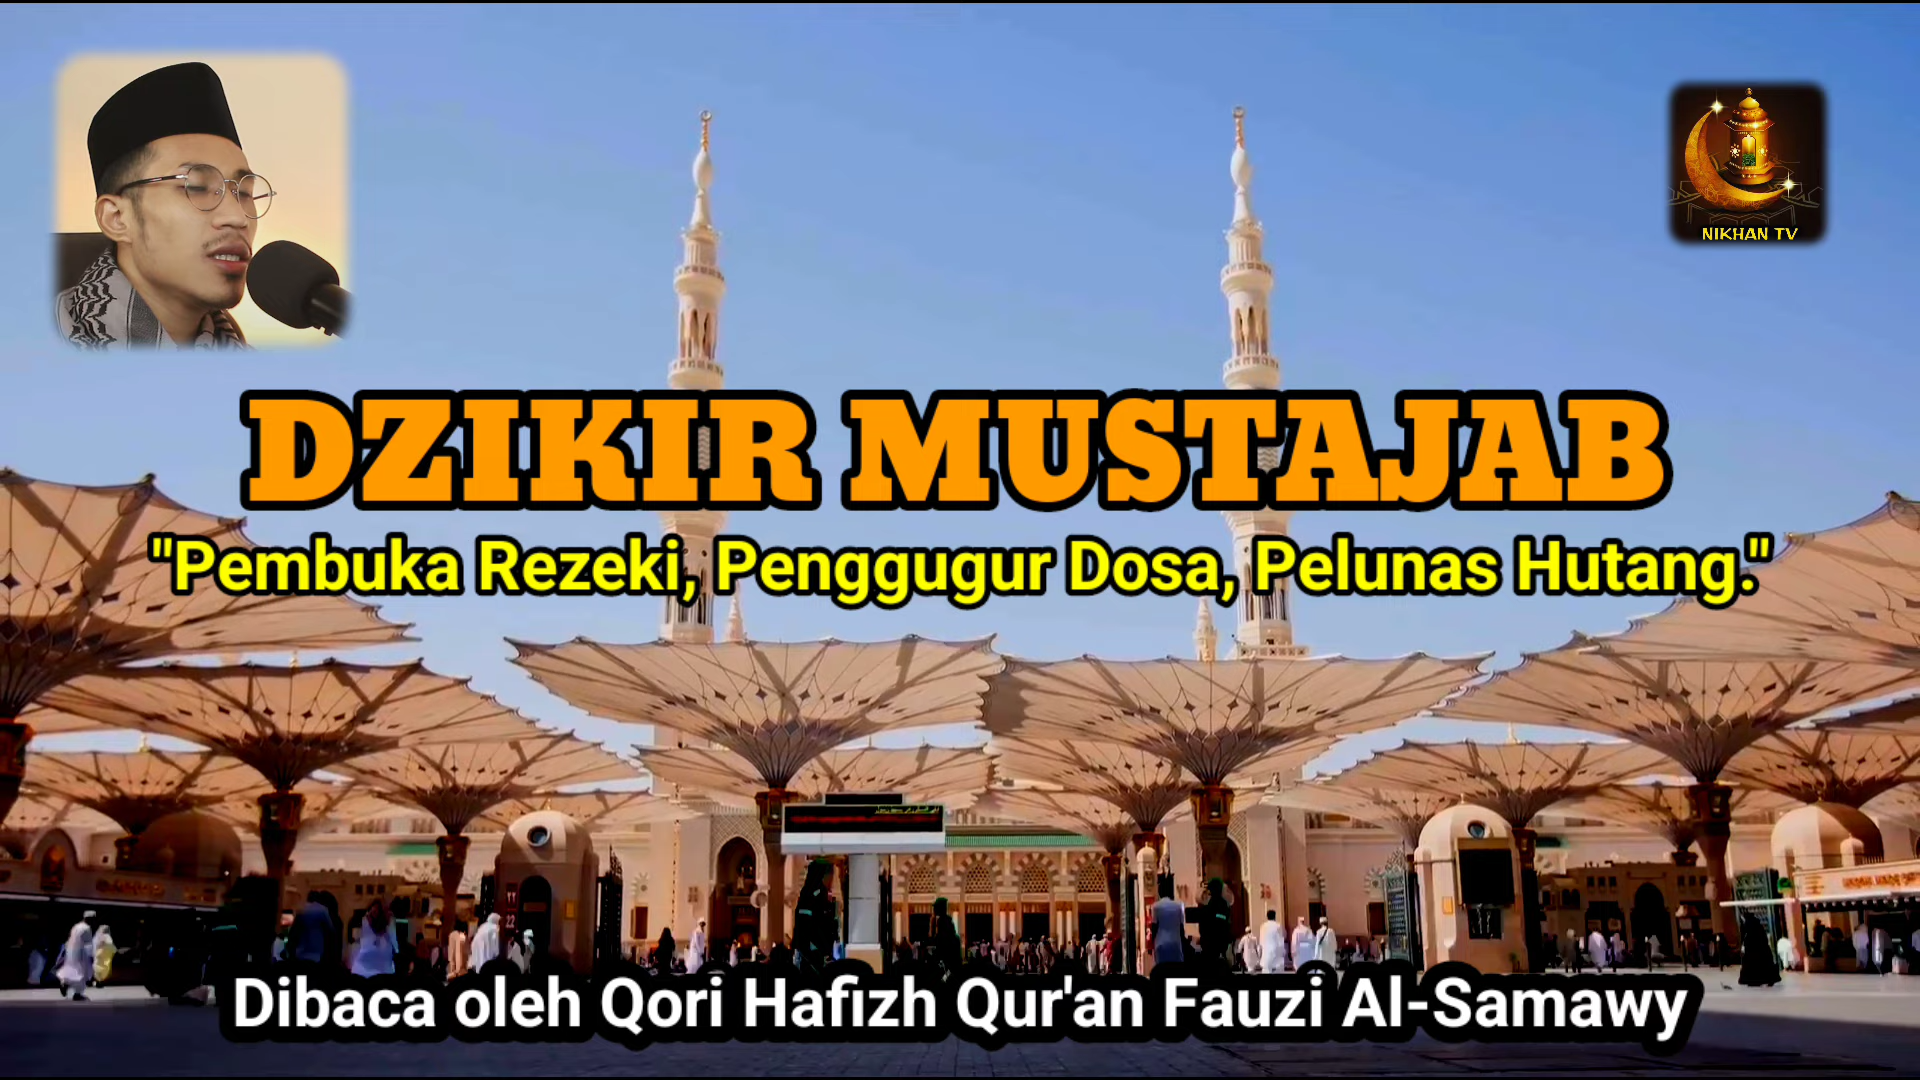 NIKHAN TV
DZIKIR MUSTAJAB
"Pembuka Rezeki, Penggugur Dosa, Pelunas Hutang."
Dibaca oleh Qori Hafizh Qur'an Fauzi Al-Samawy